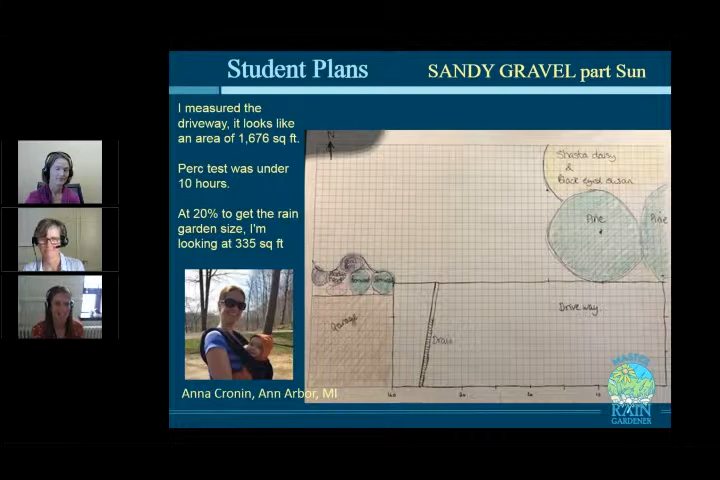 Student Plans
SANDY GRAVEL part Sun
I measured the
driveway, it looks like
an area of 1,676 sq ft.
Perc test was under
10 hours.
At 20% to get the rain
garden size, I'm
looking at 335 sq ft
Anna Cronin, Ann Arbor, MI
N
Shasta daisy
&
Black eyed susan
Pine
Pine
Garage
Drain
Driveway
MASTER
RAIN
GARDENER